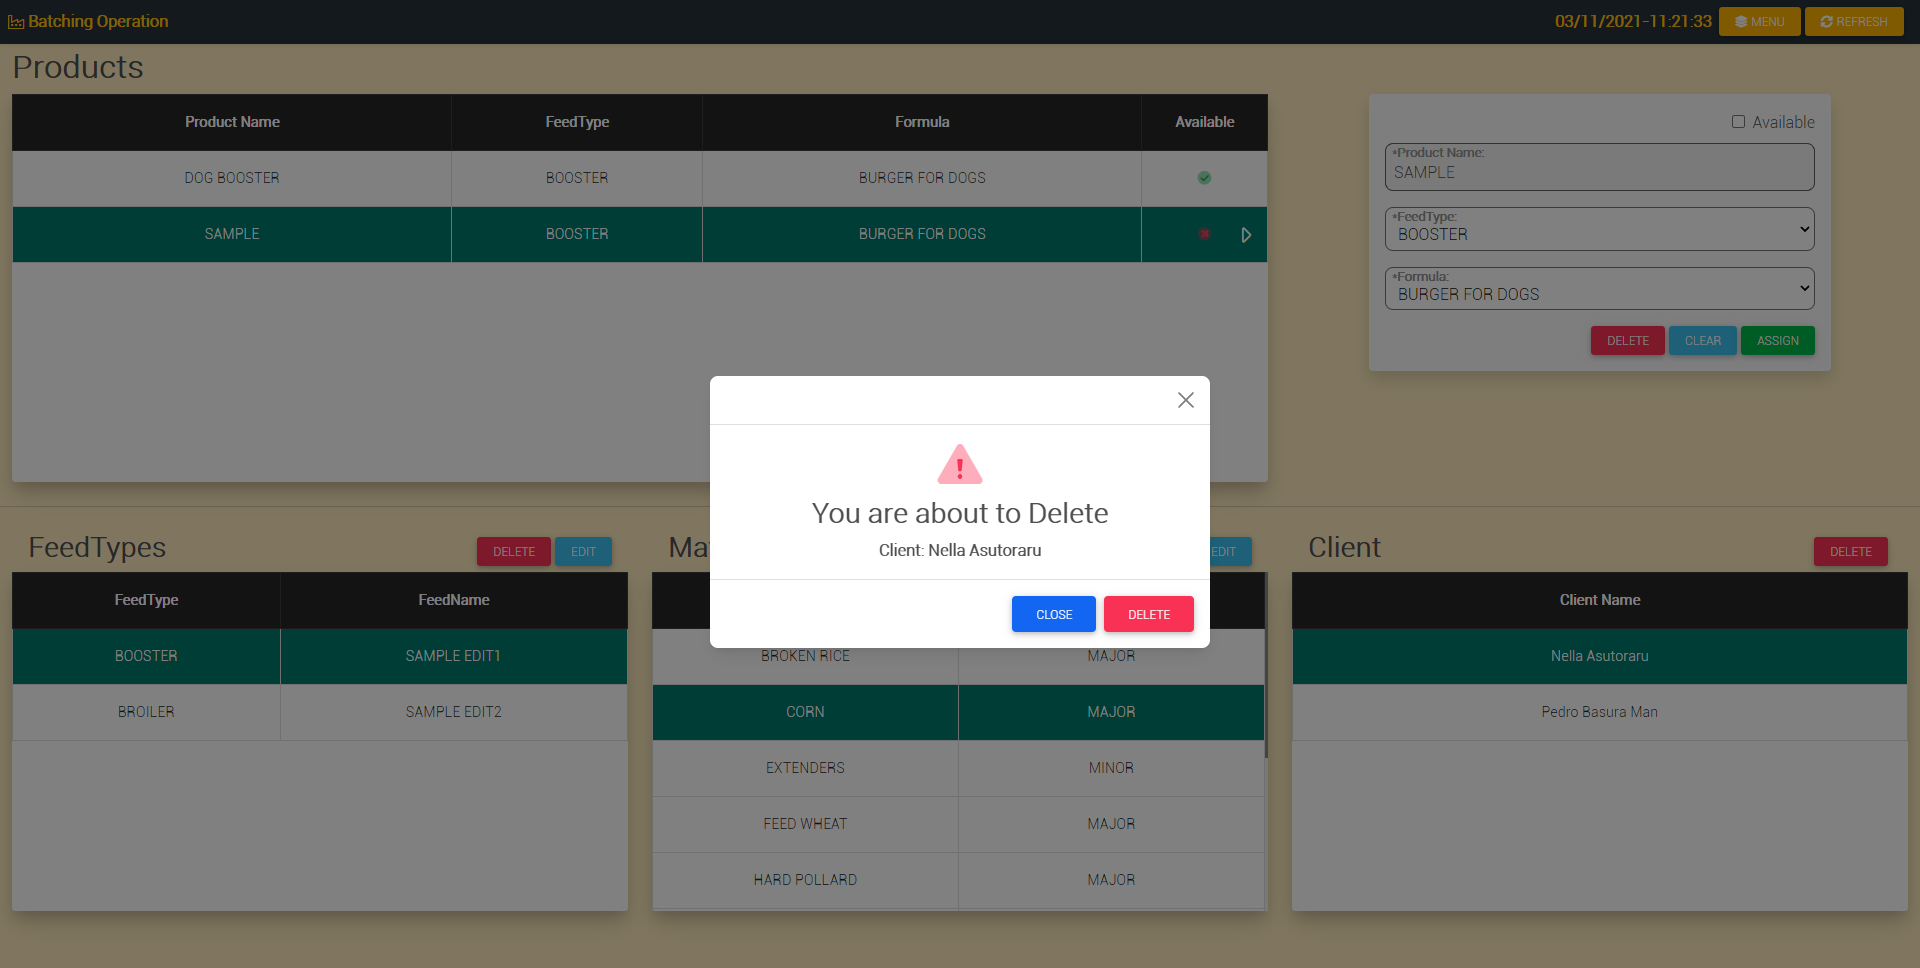 Batching Operation
03/11/2021-11:21:33 MENU REFRESH
Products
Product Name FeedType Formula Available
DOG BOOSTER BOOSTER BURGER FOR DOGS
SAMPLE BOOSTER BURGER FOR DOGS
Available
*Product Name:
SAMPLE
*FeedType:
BOOSTER
*Formula:
BURGER FOR DOGS
DELETE CLEAR ASSIGN
You are about to Delete
Client: Nella Asutoraru
CLOSE DELETE
FeedTypes DELETE EDIT
FeedType FeedName
BOOSTER SAMPLE EDIT1
BROILER SAMPLE EDIT2
Ma EDIT
BROKEN RICE MAJOR
CORN MAJOR
EXTENDERS MINOR
FEED WHEAT MAJOR
HARD POLLARD MAJOR
Client DELETE
Client Name
Nella Asutoraru
Pedro Basura Man